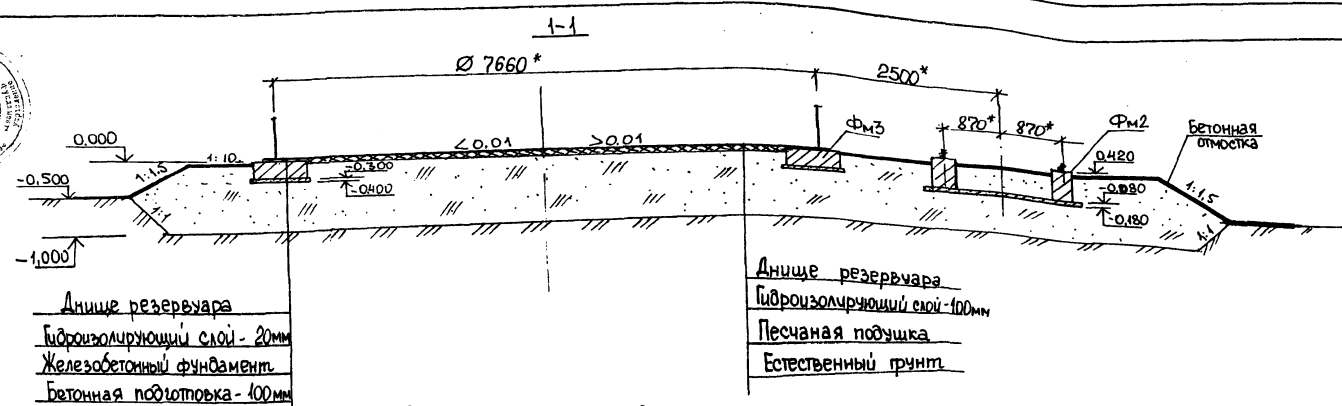 1-1
Ø 7660*
2500*
870*
870*
Фм3
Фм2
Бетонная
отмостка
0,000
1:10
<0,01
>0,01
-0,300
-0,400
0,420
-0,080
-0,180
1:1,5
1:1
-0,500
1:1,5
1:1
-1,000
Днище резервуара
Гидроизолирующий слой - 20мм
Железобетонный фундамент
Бетонная подготовка - 100мм
Днище резервуара
Гидроизолирующий слой-100мм
Песчаная подушка
Естественный грунт